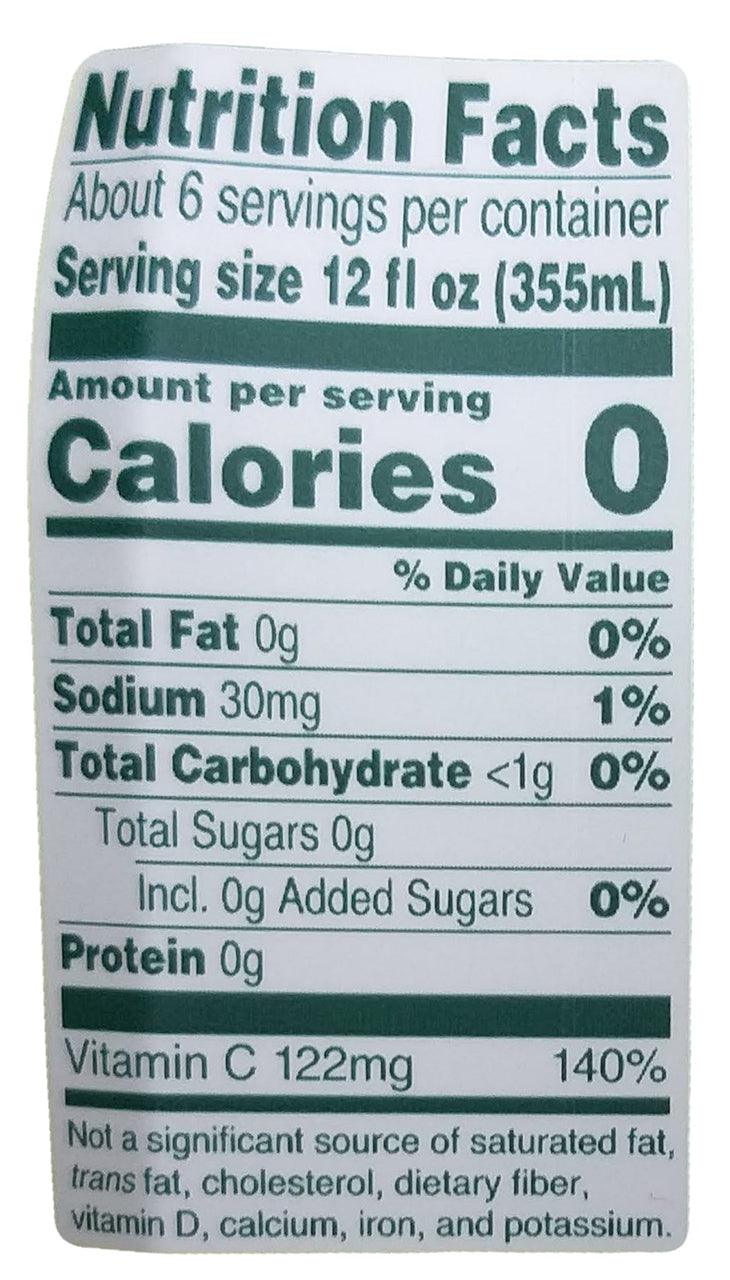 Nutrition Facts
About 6 servings per container
Serving size 12 fl oz (355mL)
Amount per serving
Calories 0
% Daily Value
Total Fat 0g 0%
Sodium 30mg 1%
Total Carbohydrate <1g 0%
Total Sugars 0g
Incl. 0g Added Sugars 0%
Protein 0g
Vitamin C 122mg 140%
Not a significant source of saturated fat,
trans fat, cholesterol, dietary fiber,
vitamin D, calcium, iron, and potassium.